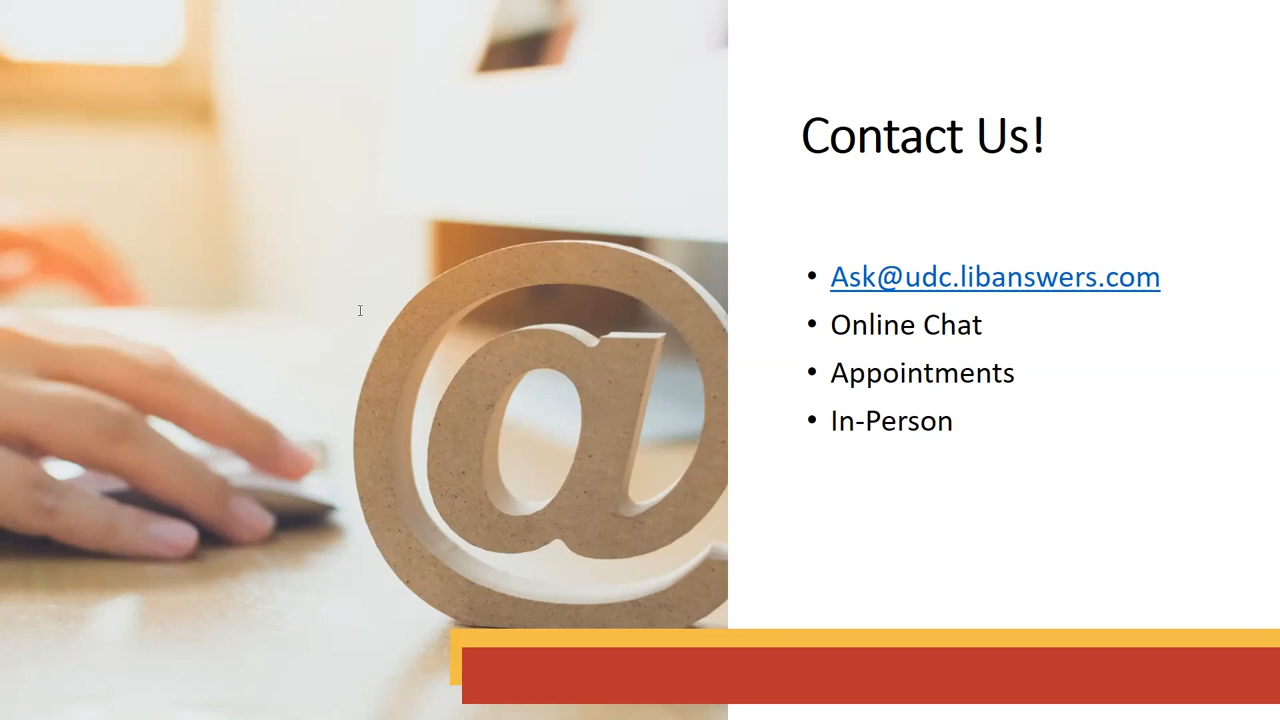 Contact Us!
• Ask@udc.libanswers.com
• Online Chat
• Appointments
• In-Person